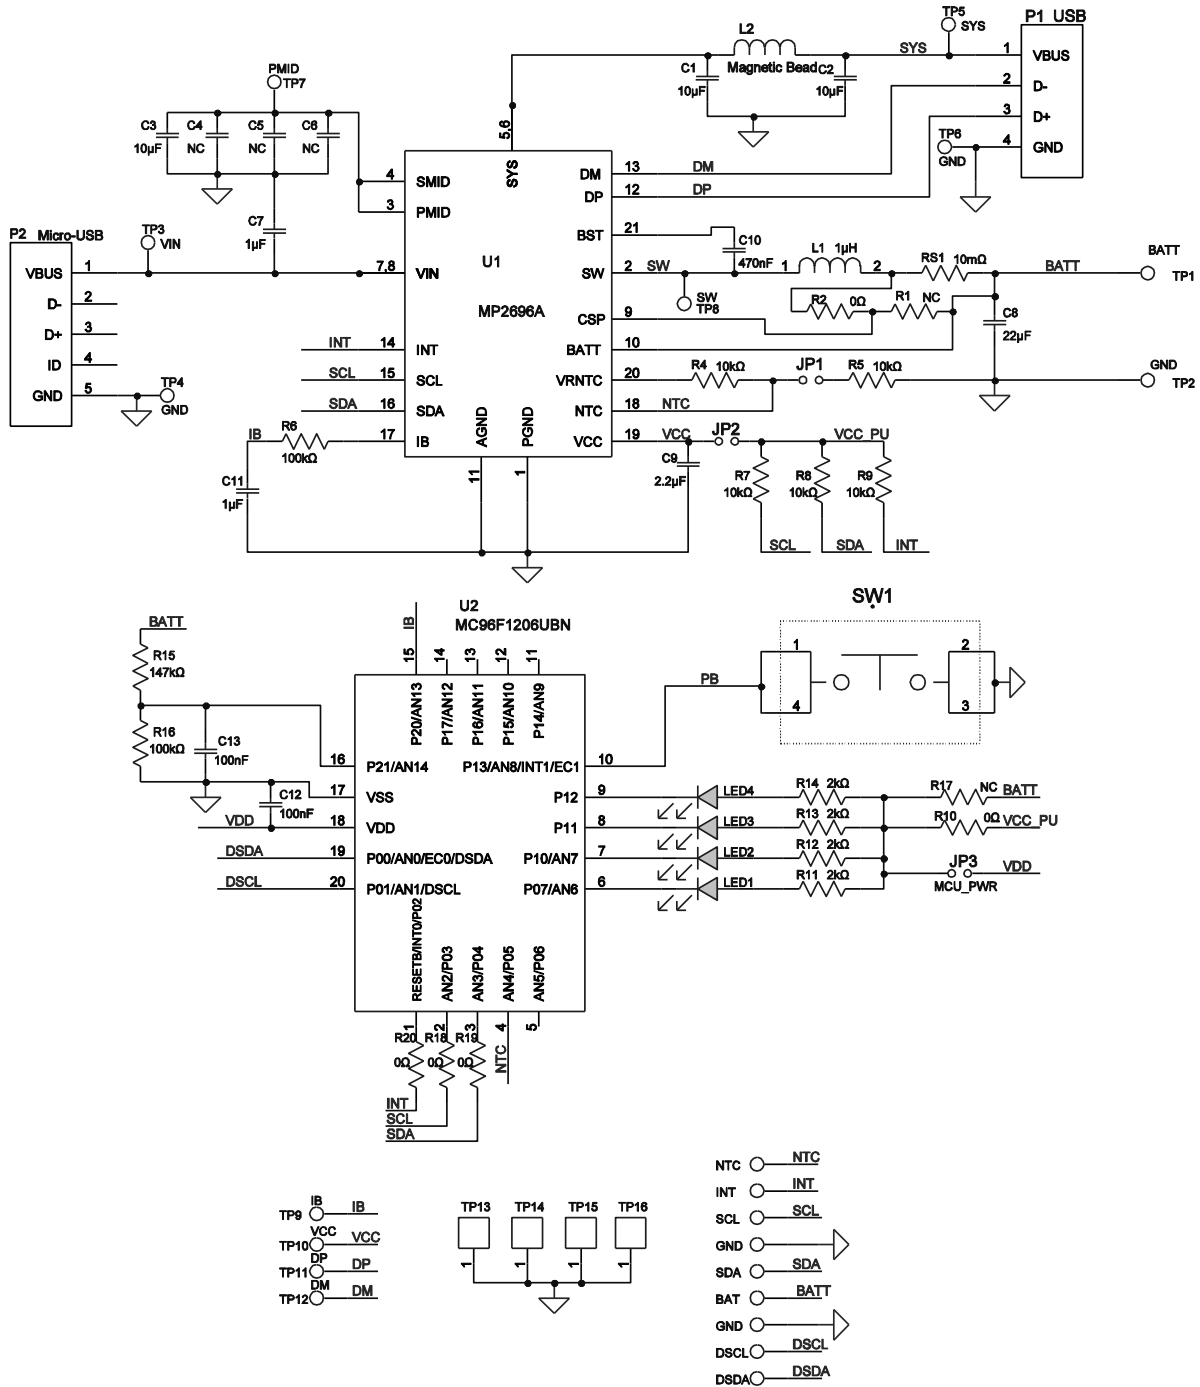 TP5
SYS
P1 USB
L2
Magnetic Bead
C1
10µF
C2
10µF
SYS
1
VBUS
2
D-
3
D+
4
GND
TP6
GND
PMID
TP7
C3
10µF
C4
NC
C5
NC
C6
NC
C7
1µF
5,6
SYS
4
SMID
3
PMID
7,8
VIN
U1
MP2696A
DM
13
DM
DP
12
DP
BST
21
C10
470nF
SW
2
SW
SW
TP8
1
L1 1µH
2
RS1 10mΩ
BATT
BATT
TP1
R2 0Ω
R1 NC
CSP
9
BATT
10
C8
22µF
P2 Micro-USB
TP3
VIN
VBUS
1
D-
2
D+
3
ID
4
GND
5
TP4
GND
INT
14
INT
SCL
15
SCL
SDA
16
SDA
IB
R6
100kΩ
17
IB
C11
1µF
AGND
11
PGND
1
VRNTC
20
R4 10kΩ
JP1
R5 10kΩ
GND
TP2
NTC
18
NTC
VCC
19
VCC
JP2
VCC_PU
C9
2.2µF
R7
10kΩ
R8
10kΩ
R9
10kΩ
SCL
SDA
INT
U2
MC96F1206UBN
BATT
R15
147kΩ
R16
100kΩ
C13
100nF
C12
100nF
IB
15
14
13
12
11
P20/AN13
P17/AN12
P16/AN11
P15/AN10
P14/AN9
16
P21/AN14
17
VSS
VDD
18
VDD
DSDA
19
P00/AN0/EC0/DSDA
DSCL
20
P01/AN1/DSCL
P13/AN8/INT1/EC1
10
PB
P12
9
P11
8
P10/AN7
7
P07/AN6
6
SW1
1
4
2
3
LED4
LED3
LED2
LED1
R14 2kΩ
R13 2kΩ
R12 2kΩ
R11 2kΩ
R17 NC
BATT
R10 0Ω
VCC_PU
JP3
MCU_PWR
VDD
RESETB/INT0/P02
AN2/P03
AN3/P04
AN4/P05
AN5/P06
1
2
3
4
5
R20
0Ω
R18
0Ω
R19
0Ω
NTC
INT
SCL
SDA
TP9
IB
IB
TP10
VCC
VCC
TP11
DP
DP
TP12
DM
DM
TP13
TP14
TP15
TP16
1
1
1
1
NTC
NTC
INT
INT
SCL
SCL
GND
SDA
SDA
BAT
BATT
GND
DSCL
DSCL
DSDA
DSDA